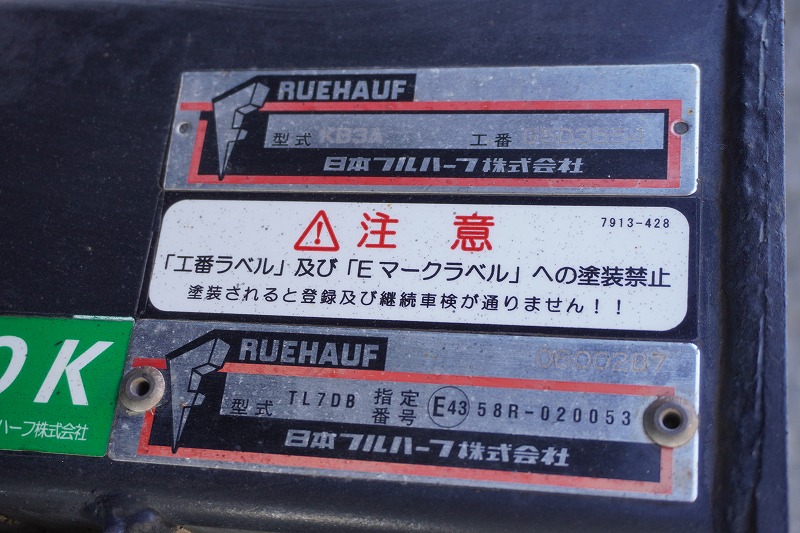 FRUEHAUF
型式 KB3A 工番
日本フルハーフ株式会社
注 意
7913-428
「工番ラベル」及び「Eマークラベル」への塗装禁止
塗装されると登録及び継続車検が通りません！！
OK
ハーフ株式会社
FRUEHAUF
0000287
型式 TL7DB 指定番号 E43 58R-020053
日本フルハーフ株式会社